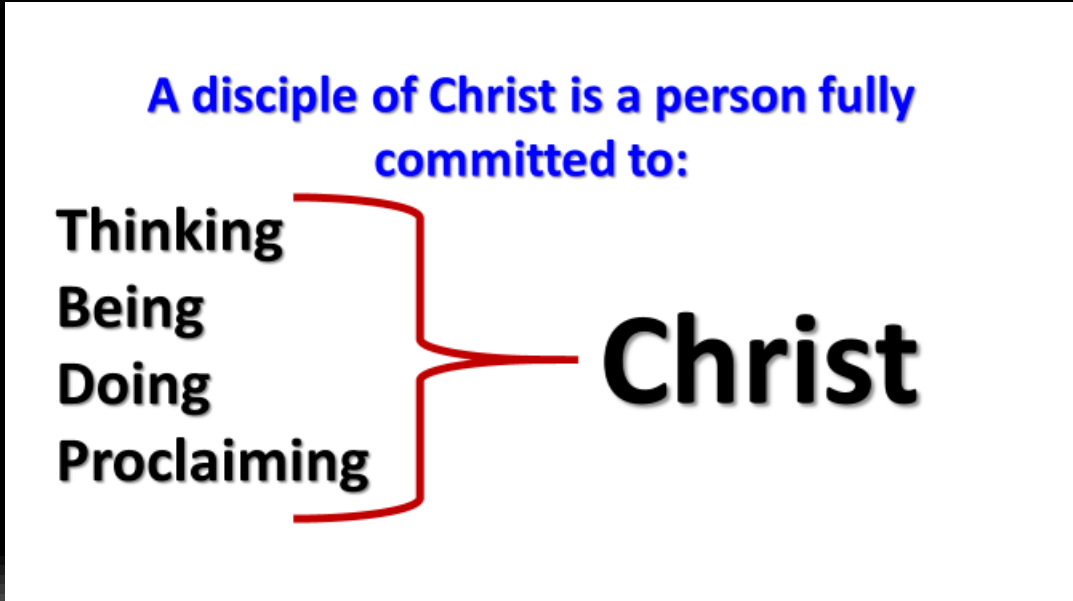 A disciple of Christ is a person fully
committed to:
Thinking
Being
Doing
Proclaiming
Christ